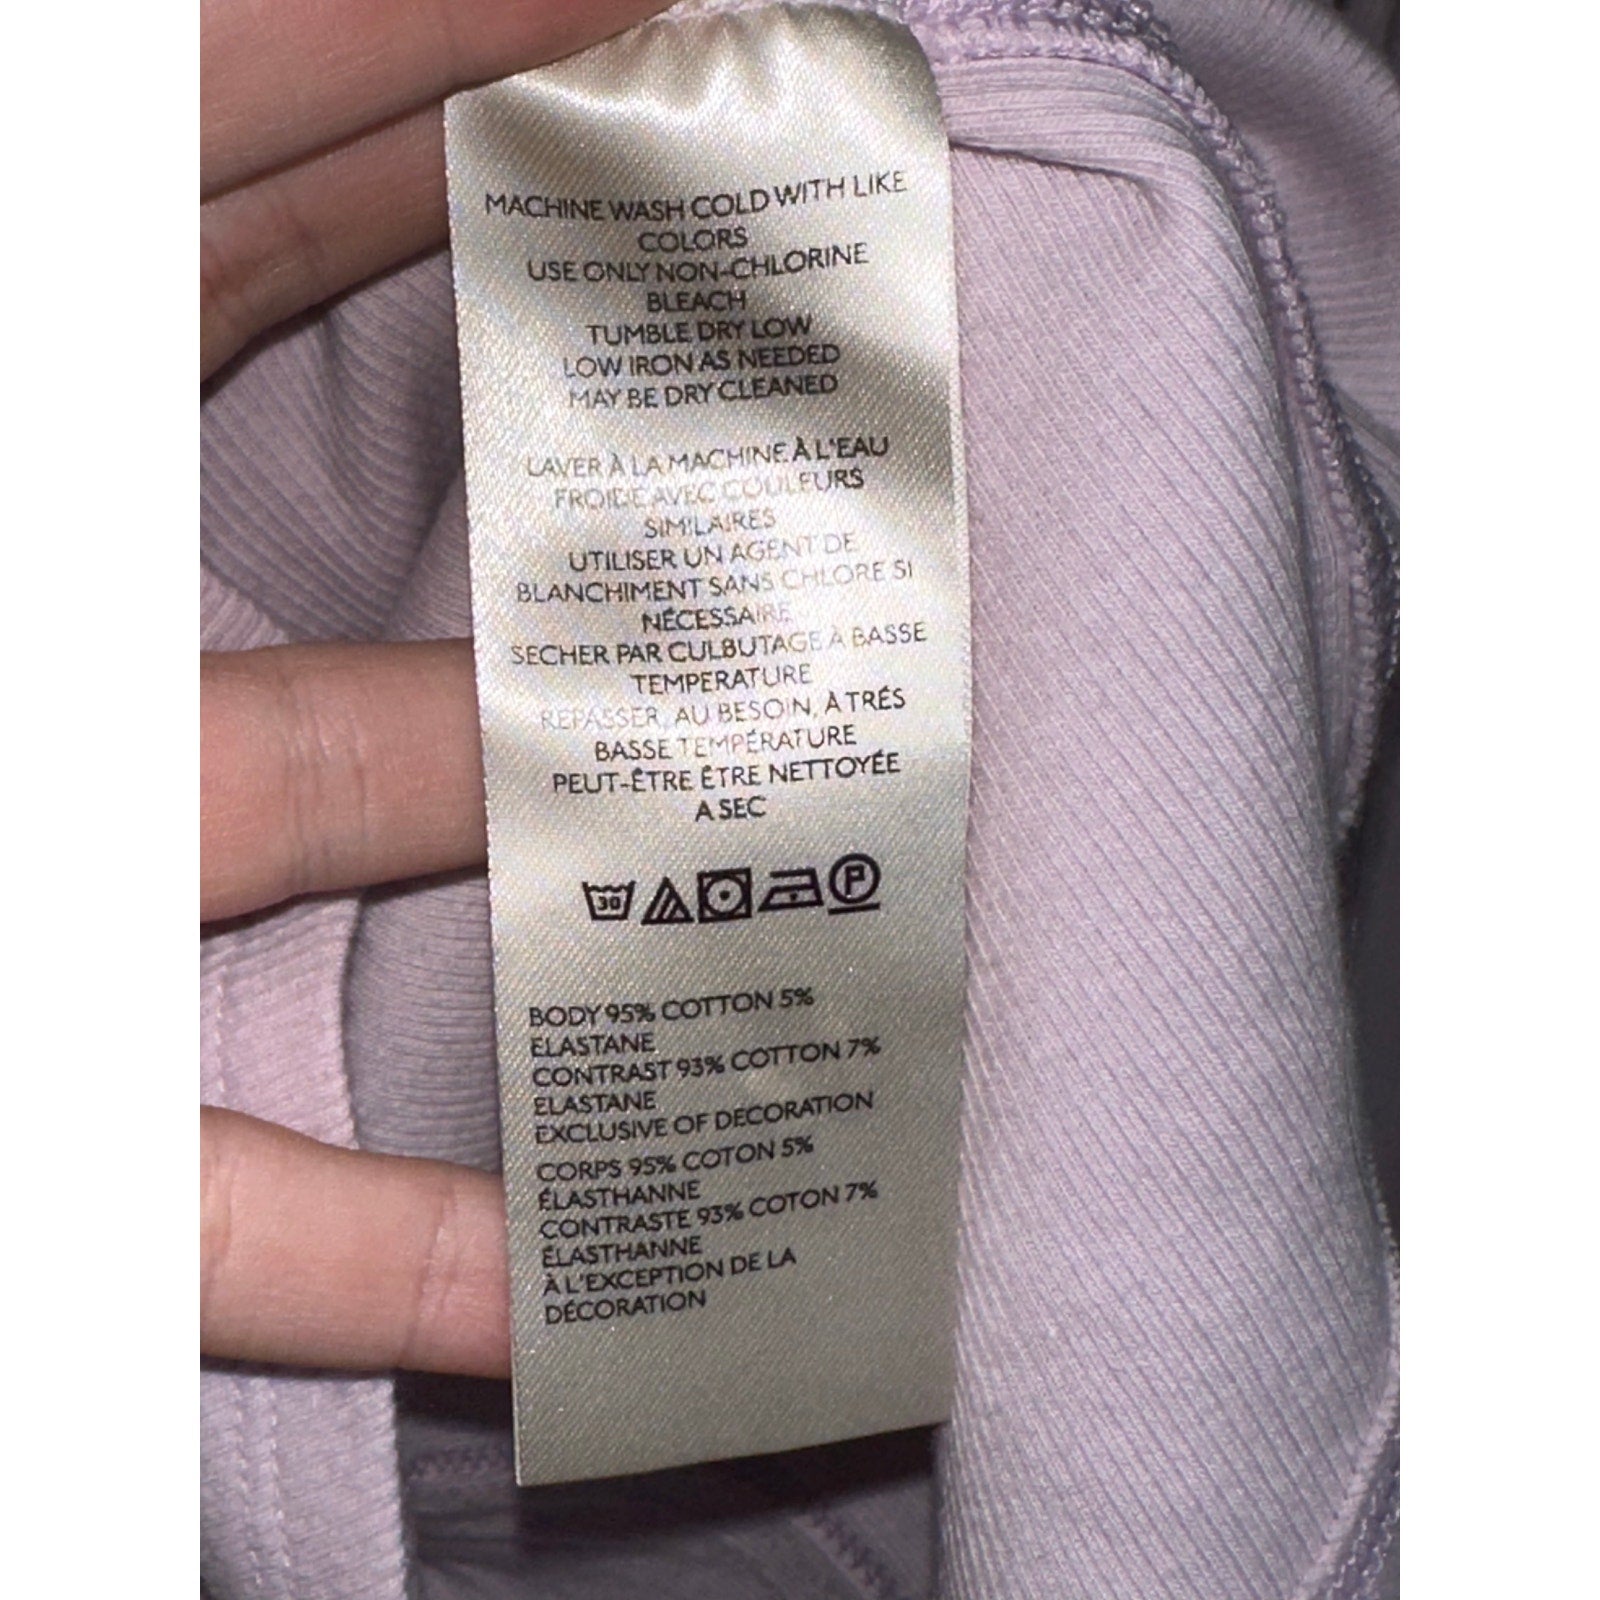 MACHINE WASH COLD WITH LIKE
COLORS
USE ONLY NON-CHLORINE
BLEACH
TUMBLE DRY LOW
LOW IRON AS NEEDED
MAY BE DRY CLEANED
LAVER À LA MACHINE À L'EAU
FROIDE AVEC COULEURS
SIMILAIRES
UTILISER UN AGENT DE
BLANCHIMENT SANS CHLORE SI
NÉCESSAIRE
SECHER PAR CULBUTAGE À BASSE
TEMPERATURE
REPASSER, AU BESOIN, À TRÉS
BASSE TEMPÉRATURE
PEUT-ÊTRE ÊTRE NETTOYÉE
A SEC
30 P
BODY 95% COTTON 5%
ELASTANE
CONTRAST 93% COTTON 7%
ELASTANE
EXCLUSIVE OF DECORATION
CORPS 95% COTON 5%
ÉLASTHANNE
CONTRASTE 93% COTON 7%
ÉLASTHANNE
À L'EXCEPTION DE LA
DÉCORATION